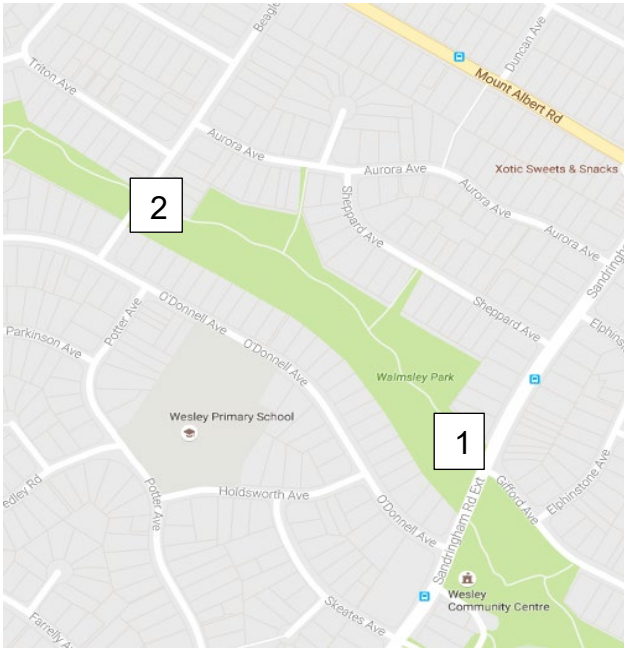 Beagle
Triton Ave
Duncan Ave
Mount Albert Rd
Aurora Ave
Aurora Ave
Xotic Sweets & Snacks
Aurora Ave
Aurora Ave
2
Sheppard Ave
Sandringham
Potter Ave
O'Donnell Ave
Sheppard Ave
Elphinstone
Parkinson Ave
O'Donnell Ave
Walmsley Park
Wesley Primary School
1
edley Rd
Potter Ave
Holdsworth Ave
O'Donnell Ave
Sandringham Rd Ext
Gifford Ave
Elphinstone Ave
Wesley
Community Centre
Skeates Ave
Farrelly Ave